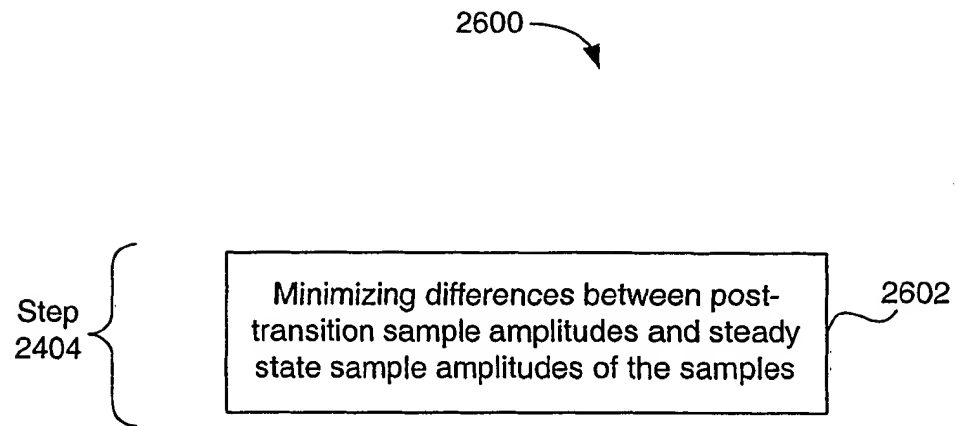 2600
Step
2404
Minimizing differences between post-
transition sample amplitudes and steady
state sample amplitudes of the samples
2602